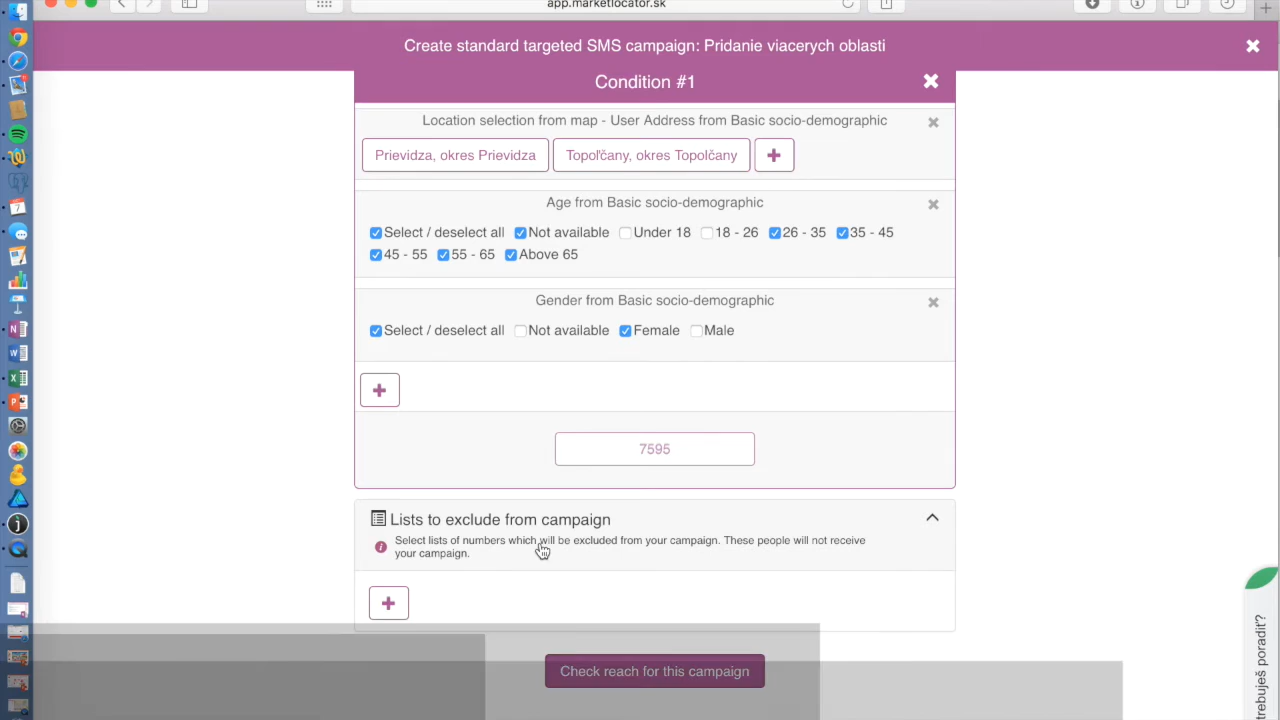 app.marketlocator.sk
Create standard targeted SMS campaign: Pridanie viacerych oblasti
Condition #1
Location selection from map - User Address from Basic socio-demographic
Prievidza, okres Prievidza
Topoľčany, okres Topolčany
Age from Basic socio-demographic
Select / deselect all Not available Under 18 18 - 26 26 - 35 35 - 45
45 - 55 55 - 65 Above 65
Gender from Basic socio-demographic
Select / deselect all Not available Female Male
7595
Lists to exclude from campaign
Select lists of numbers which will be excluded from your campaign. These people will not receive
your campaign.
Check reach for this campaign
trebuješ poradiť?